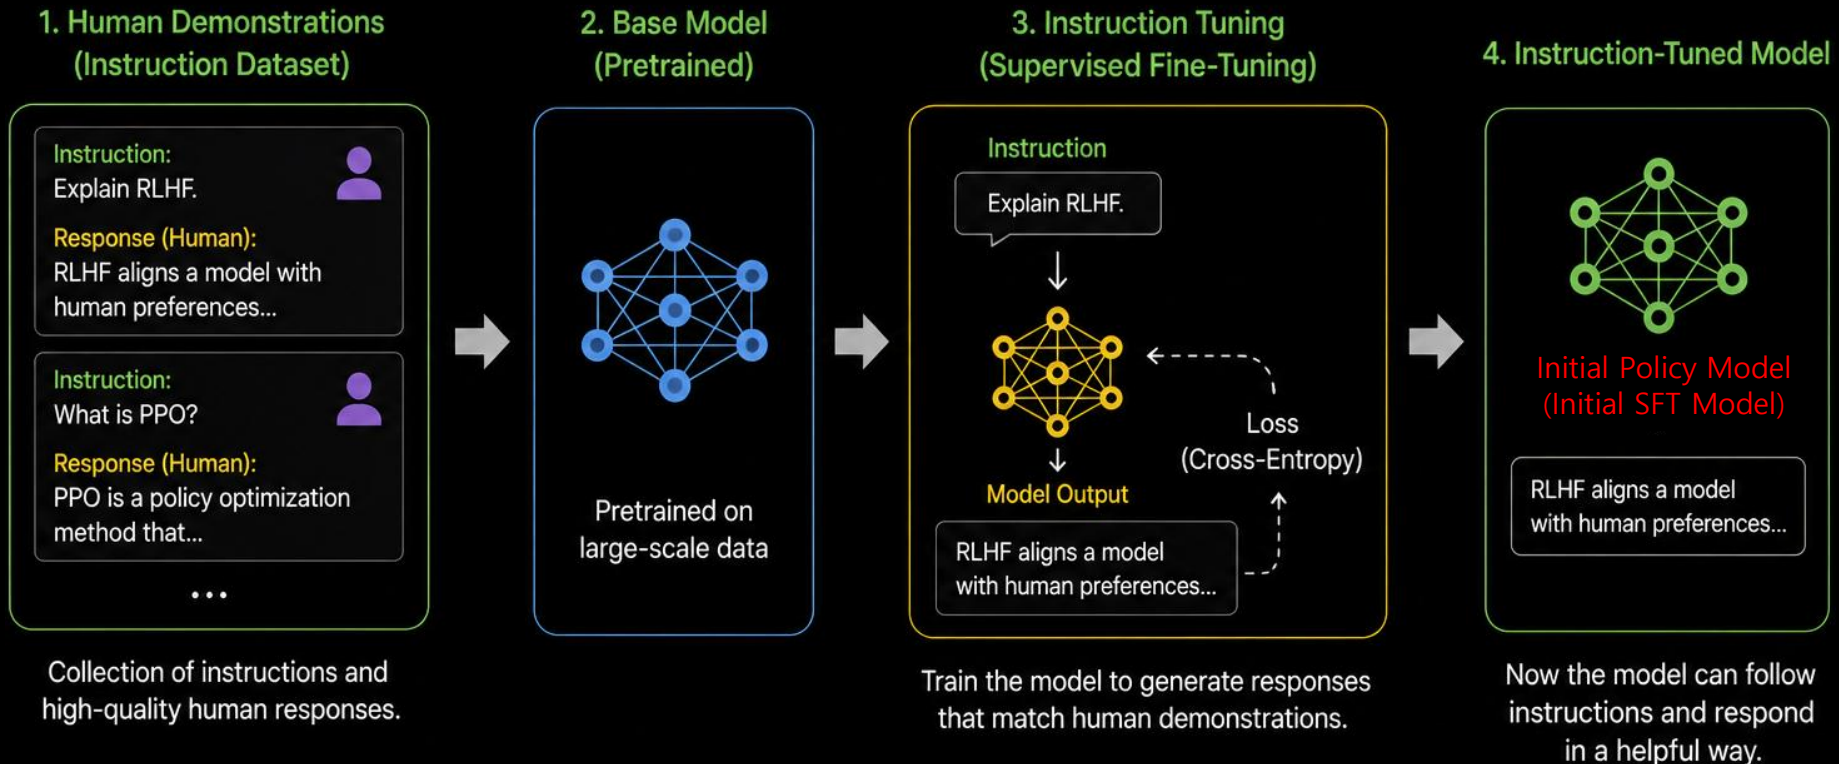 1. Human Demonstrations
(Instruction Dataset)
Instruction:
Explain RLHF.
Response (Human):
RLHF aligns a model with
human preferences...
Instruction:
What is PPO?
Response (Human):
PPO is a policy optimization
method that...
...
Collection of instructions and
high-quality human responses.
2. Base Model
(Pretrained)
Pretrained on
large-scale data
3. Instruction Tuning
(Supervised Fine-Tuning)
Instruction
Explain RLHF.
Loss
(Cross-Entropy)
Model Output
RLHF aligns a model
with human preferences...
Train the model to generate responses
that match human demonstrations.
4. Instruction-Tuned Model
Initial Policy Model
(Initial SFT Model)
RLHF aligns a model
with human preferences...
Now the model can follow
instructions and respond
in a helpful way.